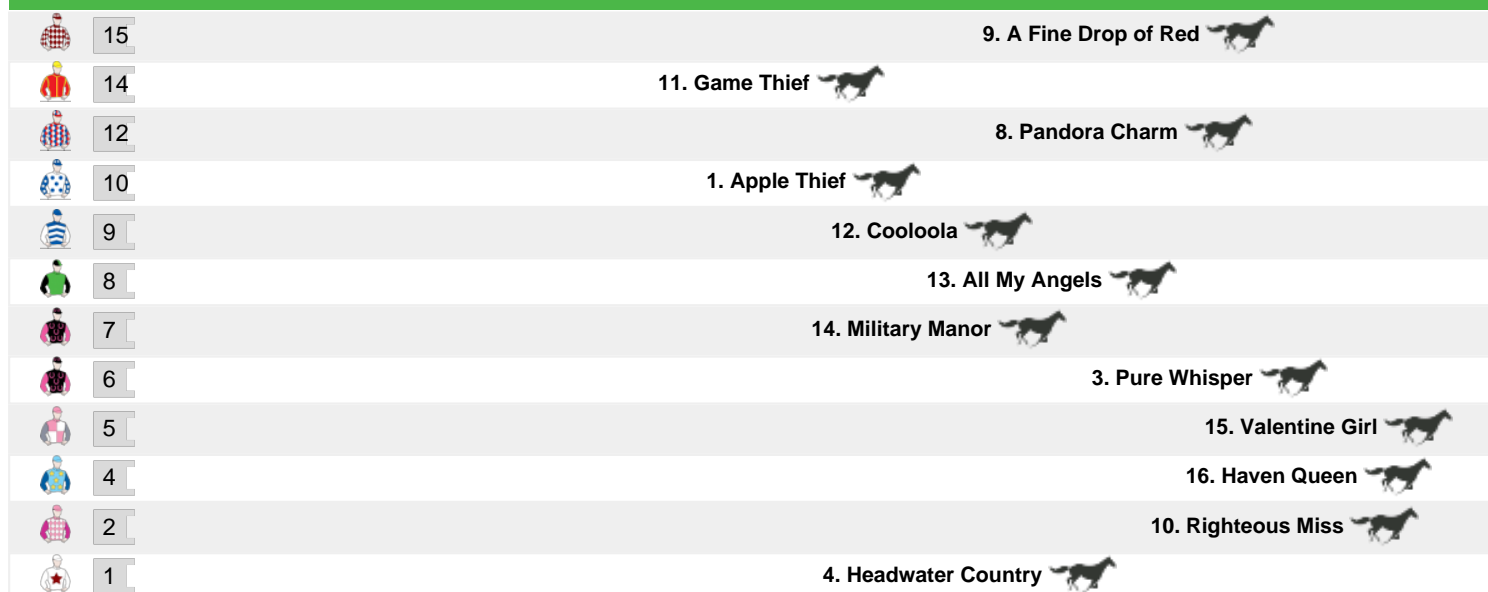 15 9. A Fine Drop of Red
14 11. Game Thief
12 8. Pandora Charm
10 1. Apple Thief
9 12. Cooloola
8 13. All My Angels
7 14. Military Manor
6 3. Pure Whisper
5 15. Valentine Girl
4 16. Haven Queen
2 10. Righteous Miss
1 4. Headwater Country